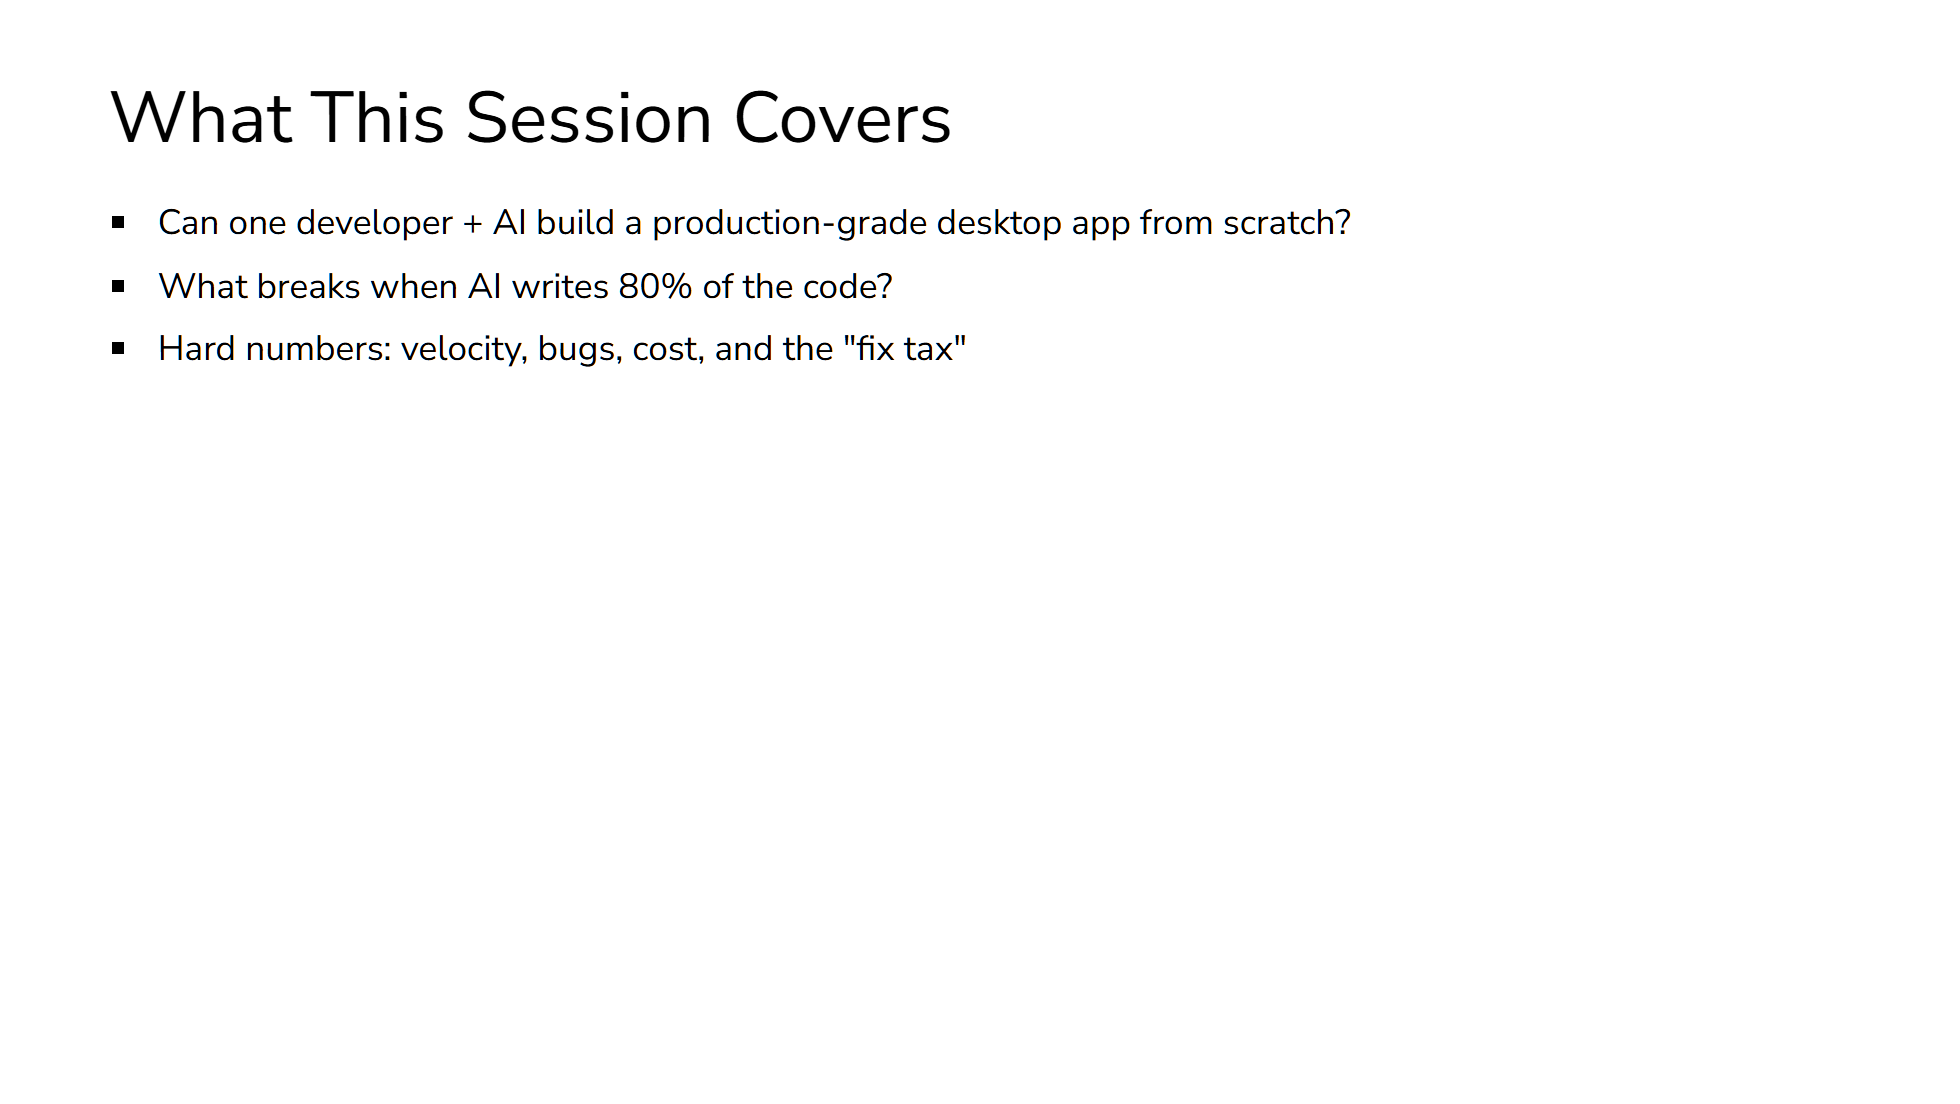 What This Session Covers
▪ Can one developer + AI build a production-grade desktop app from scratch?
▪ What breaks when AI writes 80% of the code?
▪ Hard numbers: velocity, bugs, cost, and the "fix tax"